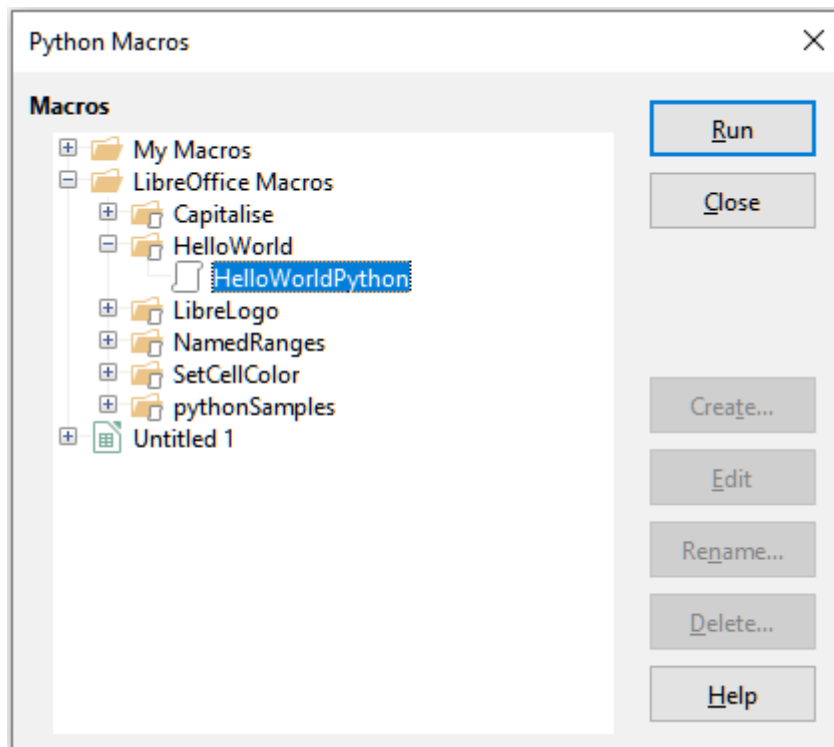 Python Macros
Macros
My Macros
LibreOffice Macros
Capitalise
HelloWorld
HelloWorldPython
LibreLogo
NamedRanges
SetCellColor
pythonSamples
Untitled 1
Run
Close
Create...
Edit
Rename...
Delete...
Help